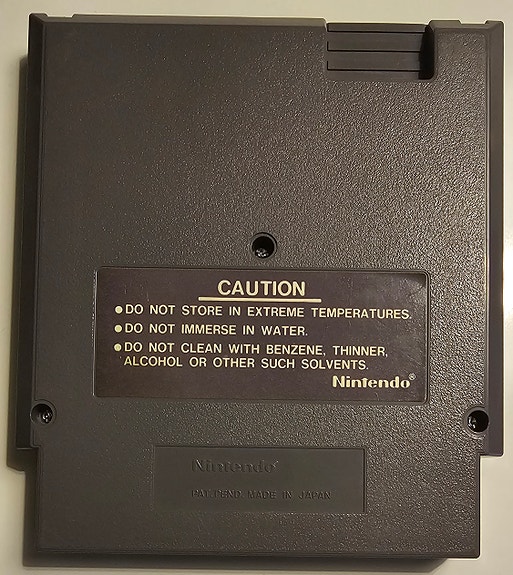 CAUTION
●DO NOT STORE IN EXTREME TEMPERATURES.
●DO NOT IMMERSE IN WATER.
●DO NOT CLEAN WITH BENZENE, THINNER,
ALCOHOL OR OTHER SUCH SOLVENTS.
Nintendo®
Nintendo®
PAT. PEND. MADE IN JAPAN